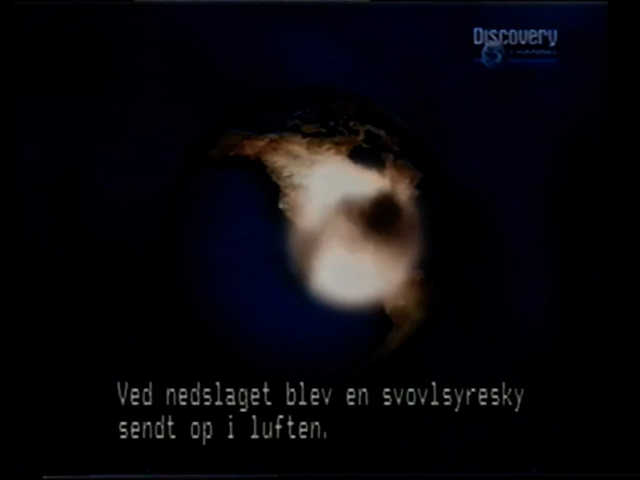 Discovery
Ved nedslaget blev en svovlsyresky
sendt op i luften.